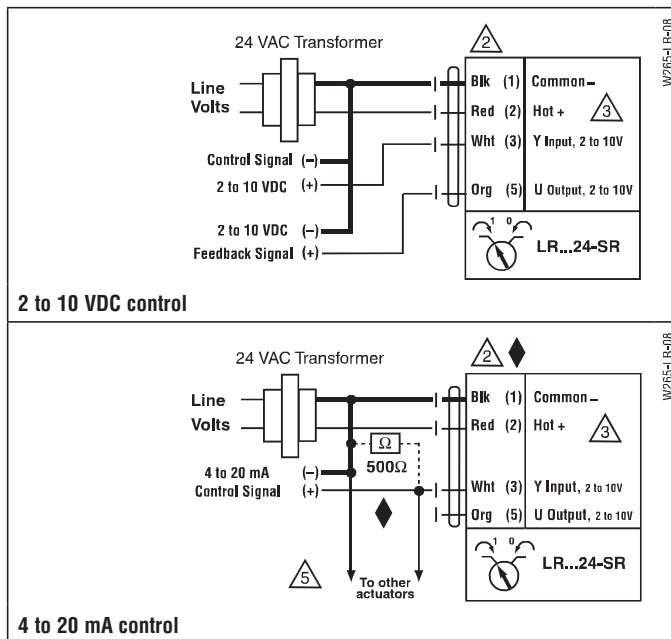 24 VAC Transformer
2
W265-LR-08
Line
Volts
Blk (1) Common –
Red (2) Hot +
3
Wht (3) Y Input, 2 to 10V
Control Signal (–)
2 to 10 VDC (+)
Org (5) U Output, 2 to 10V
2 to 10 VDC (–)
Feedback Signal (+)
1 0
LR...24-SR
2 to 10 VDC control
24 VAC Transformer
2
W265-LR-08
Line
Volts
Blk (1) Common –
Red (2) Hot +
3
Ω
500Ω
4 to 20 mA (–)
Control Signal (+)
Wht (3) Y Input, 2 to 10V
Org (5) U Output, 2 to 10V
1 0
LR...24-SR
5
To other
actuators
4 to 20 mA control